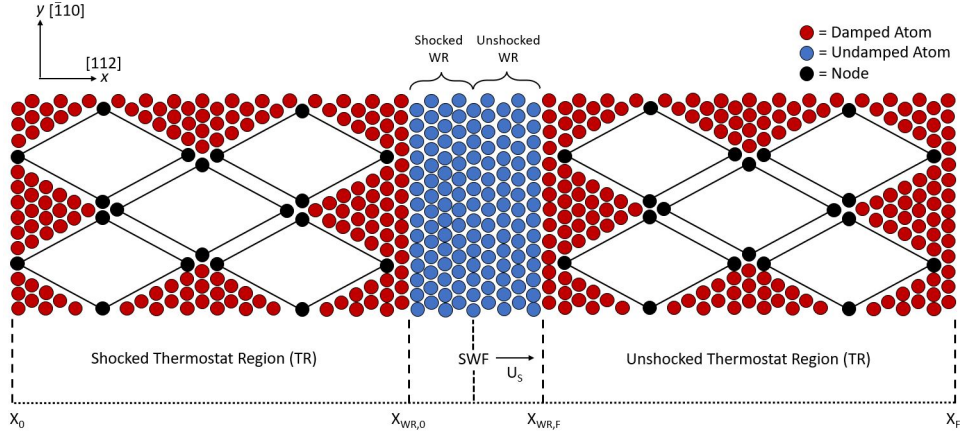 y [1̅10]
[112]
x
Shocked
WR
Unshocked
WR
= Damped Atom
= Undamped Atom
= Node
Shocked Thermostat Region (TR)
SWF
U_S
Unshocked Thermostat Region (TR)
X_0
X_WR,0
X_WR,F
X_F